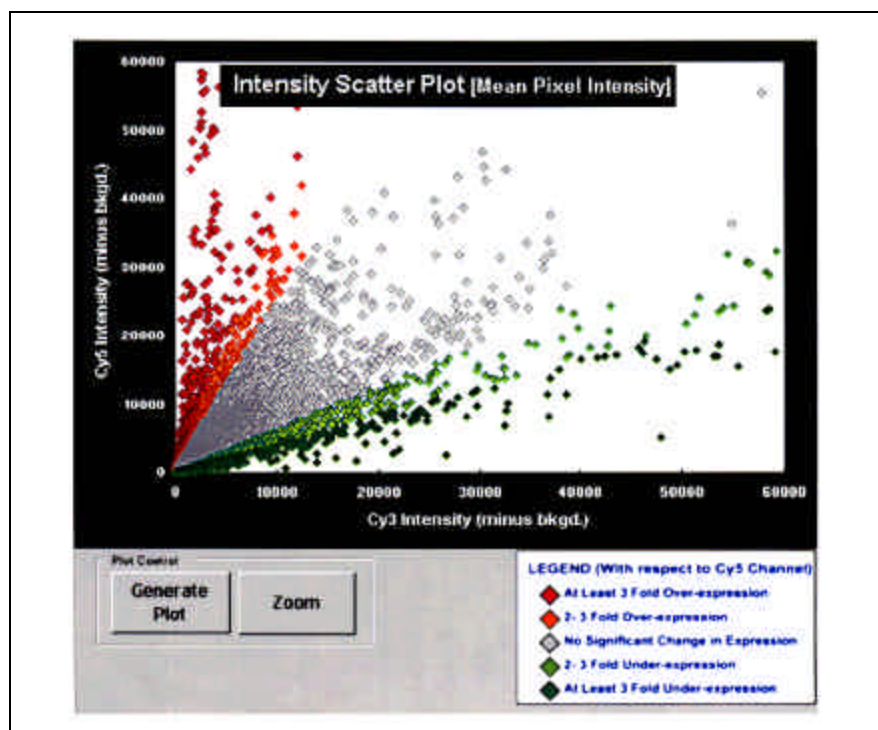 Intensity Scatter Plot [Mean Pixel Intensity]
60000
50000
40000
30000
20000
10000
0
Cy5 Intensity (minus bkgd.)
0 10000 20000 30000 40000 50000 60000
Cy3 Intensity (minus bkgd.)
Plot Control
Generate
Plot
Zoom
LEGEND (With respect to Cy5 Channel)
At Least 3 Fold Over-expression
2- 3 Fold Over-expression
No Significant Change in Expression
2- 3 Fold Under-expression
At Least 3 Fold Under-expression